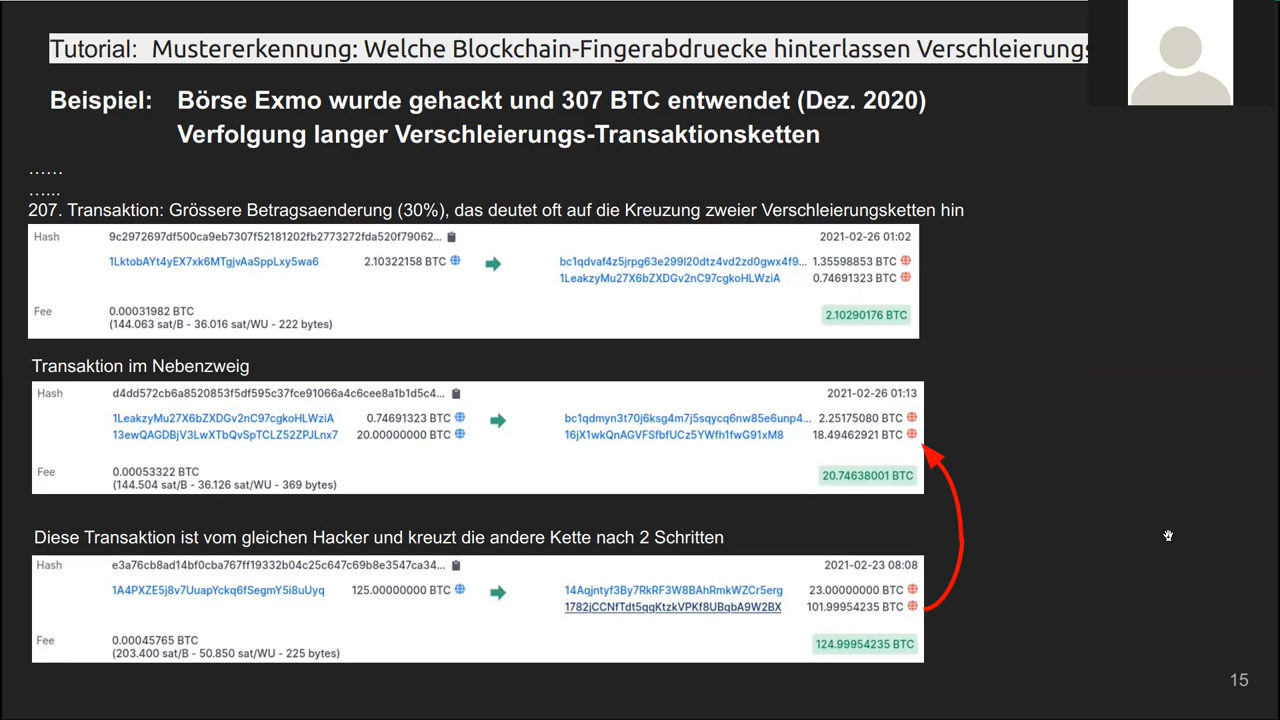 Tutorial: Mustererkennung: Welche Blockchain-Fingerabdruecke hinterlassen Verschleierungs
Beispiel: Börse Exmo wurde gehackt und 307 BTC entwendet (Dez. 2020)
Verfolgung langer Verschleierungs-Transaktionsketten
......
......
207. Transaktion: Grössere Betragsaenderung (30%), das deutet oft auf die Kreuzung zweier Verschleierungsketten hin
Hash 9c2972697df500ca9eb7307f52181202fb2773272fda520f79062... 2021-02-26 01:02
1LktobAYt4yEX7xk6MTgjvAaSppLxy5wa6 2.10322158 BTC bc1qdvaf4z5jrpg63e299l20dtz4vd2zd0gwx4f9... 1.35598853 BTC
1LeakzyMu27X6bZXDGv2nC97cgkoHLWziA 0.74691323 BTC
Fee 0.00031982 BTC 2.10290176 BTC
(144.063 sat/B - 36.016 sat/WU - 222 bytes)
Transaktion im Nebenzweig
Hash d4dd572cb6a8520853f5df595c37fce91066a4c6cee8a1b1d5c4... 2021-02-26 01:13
1LeakzyMu27X6bZXDGv2nC97cgkoHLWziA 0.74691323 BTC bc1qdmyn3t70j6ksg4m7j5sqycq6nw85e6unp4... 2.25175080 BTC
13ewQAGDBjV3LwXTbQvSpTCLZ52ZPJLnx7 20.00000000 BTC 16jX1wkQnAGVFSfbfUCz5YWfh1fwG91xM8 18.49462921 BTC
Fee 0.00053322 BTC 20.74638001 BTC
(144.504 sat/B - 36.126 sat/WU - 369 bytes)
Diese Transaktion ist vom gleichen Hacker und kreuzt die andere Kette nach 2 Schritten
Hash e3a76cb8ad14bf0cba767ff19332b04c25c647c69b8e3547ca34... 2021-02-23 08:08
1A4PXZE5j8v7UuapYckq6fSegmY5i8uUyq 125.00000000 BTC 14Aqjntyf3By7RkRF3W8BAhRmkWZCr5erg 23.00000000 BTC
1782jCCNfTdt5qqKtzkVPKf8UBqbA9W2BX 101.99954235 BTC
Fee 0.00045765 BTC 124.99954235 BTC
(203.400 sat/B - 50.850 sat/WU - 225 bytes)
15